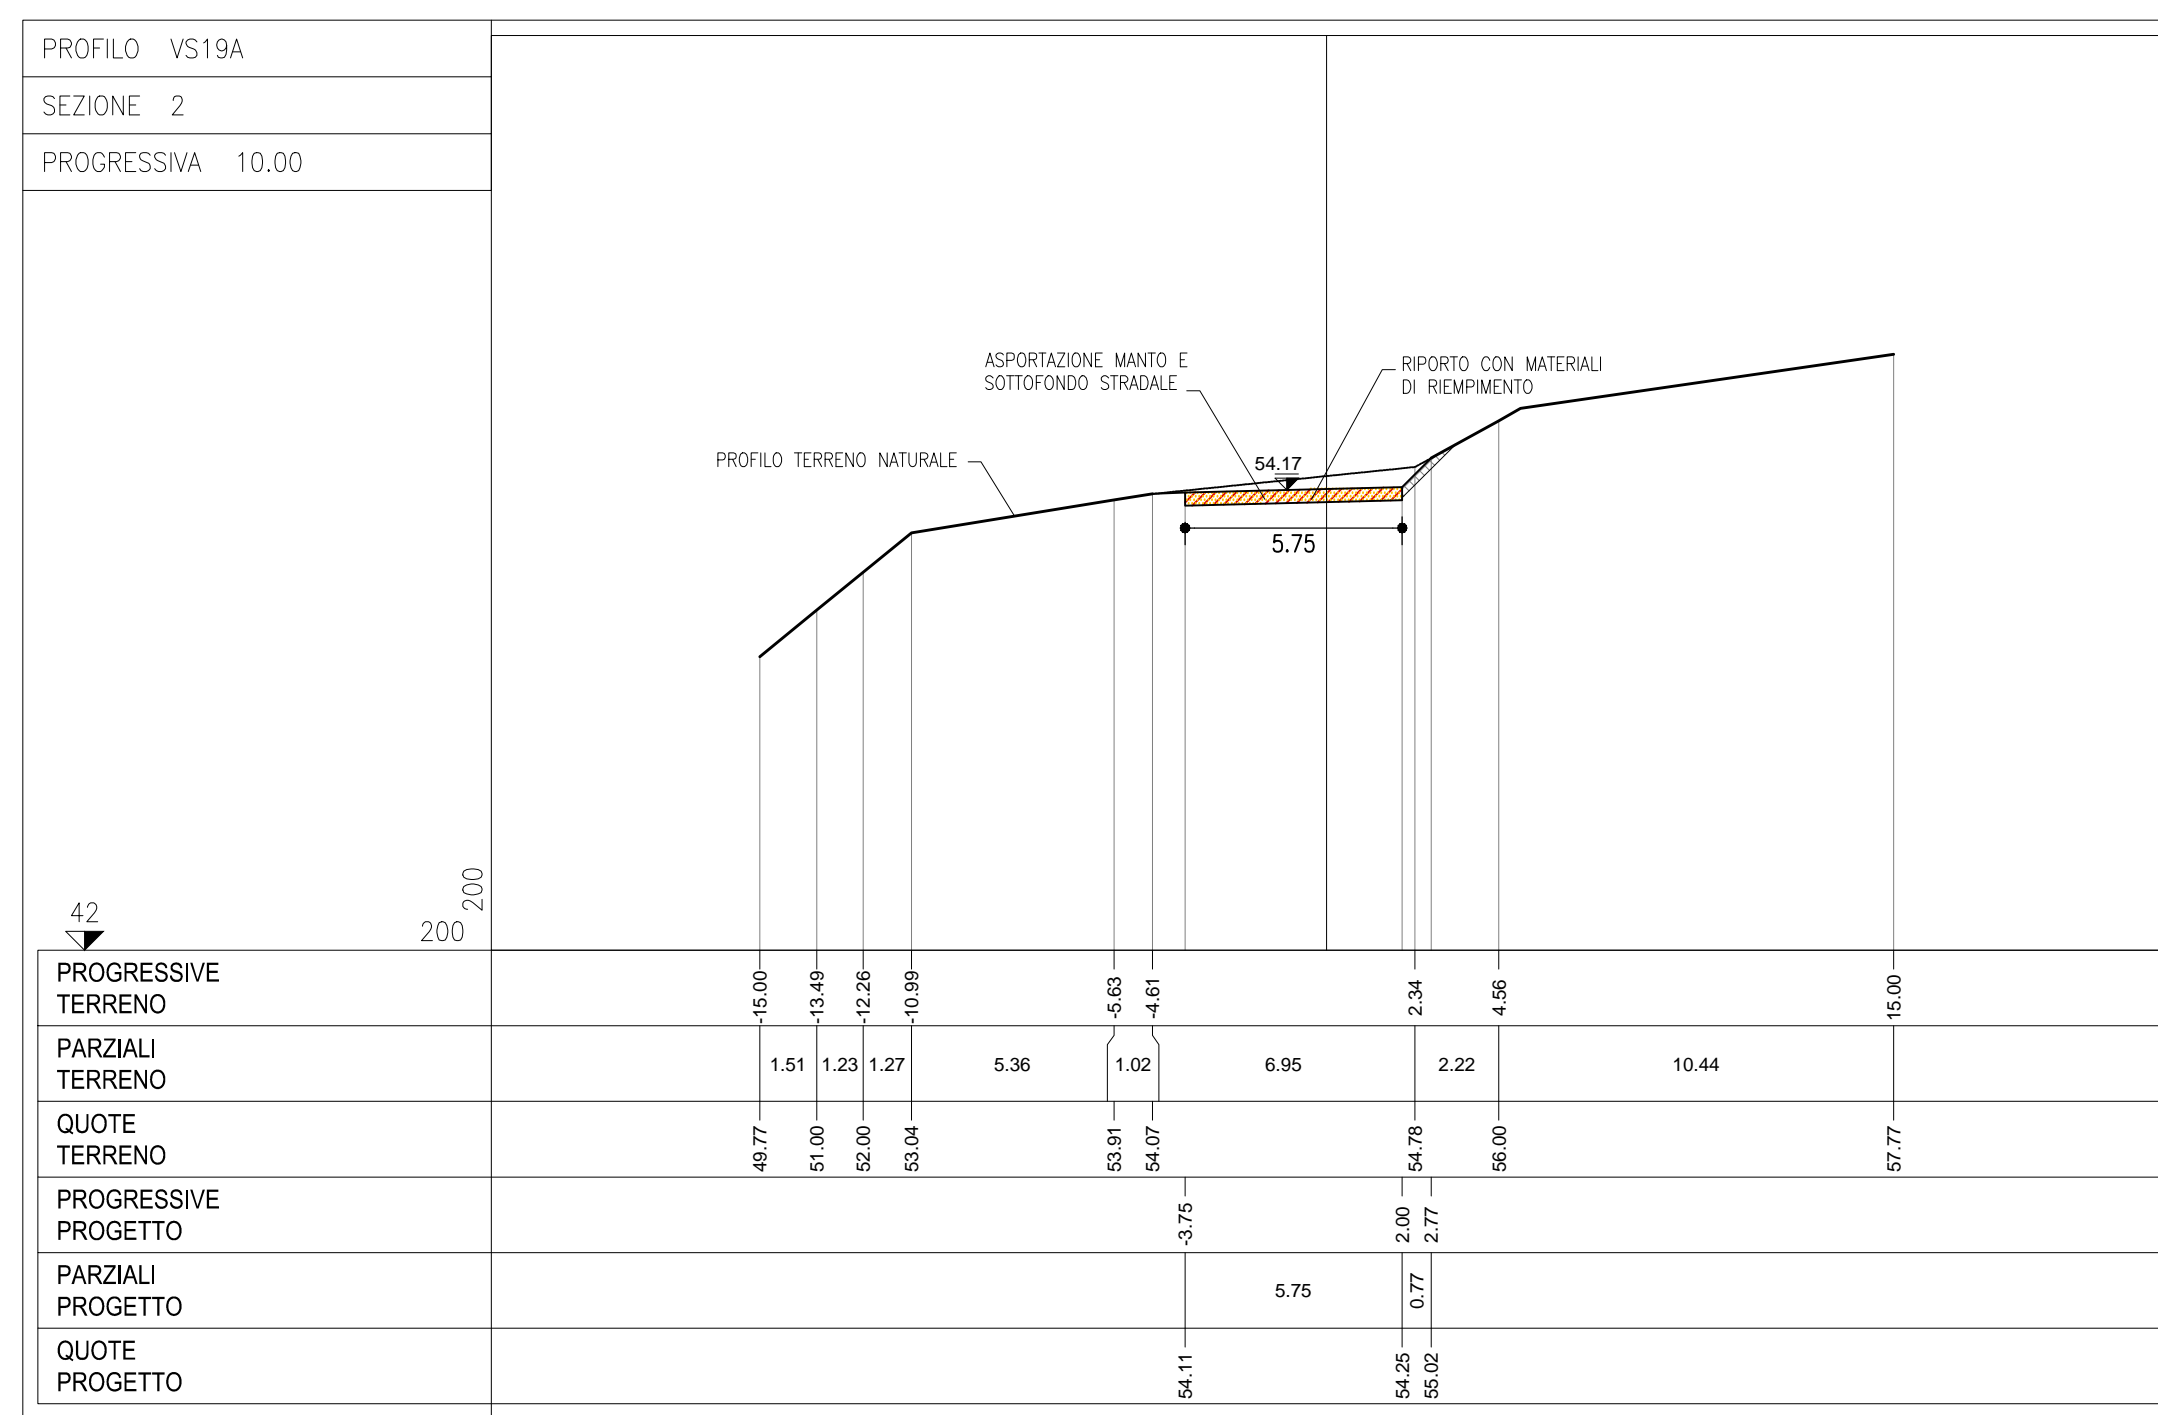 PROFILO VS19A
SEZIONE 2
PROGRESSIVA 10.00
ASPORTAZIONE MANTO E
SOTTOFONDO STRADALE
RIPORTO CON MATERIALI
DI RIEMPIMENTO
PROFILO TERRENO NATURALE
54.17
5.75
200
42
200
PROGRESSIVE
TERRENO
-15.00 -13.49 -12.26 -10.99 -5.63 -4.61 2.34 4.56 15.00
PARZIALI
TERRENO
1.51 1.23 1.27 5.36 1.02 6.95 2.22 10.44
QUOTE
TERRENO
49.77 51.00 52.00 53.04 53.91 54.07 54.78 56.00 57.77
PROGRESSIVE
PROGETTO
-3.75 2.00 2.77
PARZIALI
PROGETTO
5.75 0.77
QUOTE
PROGETTO
54.11 54.25 55.02